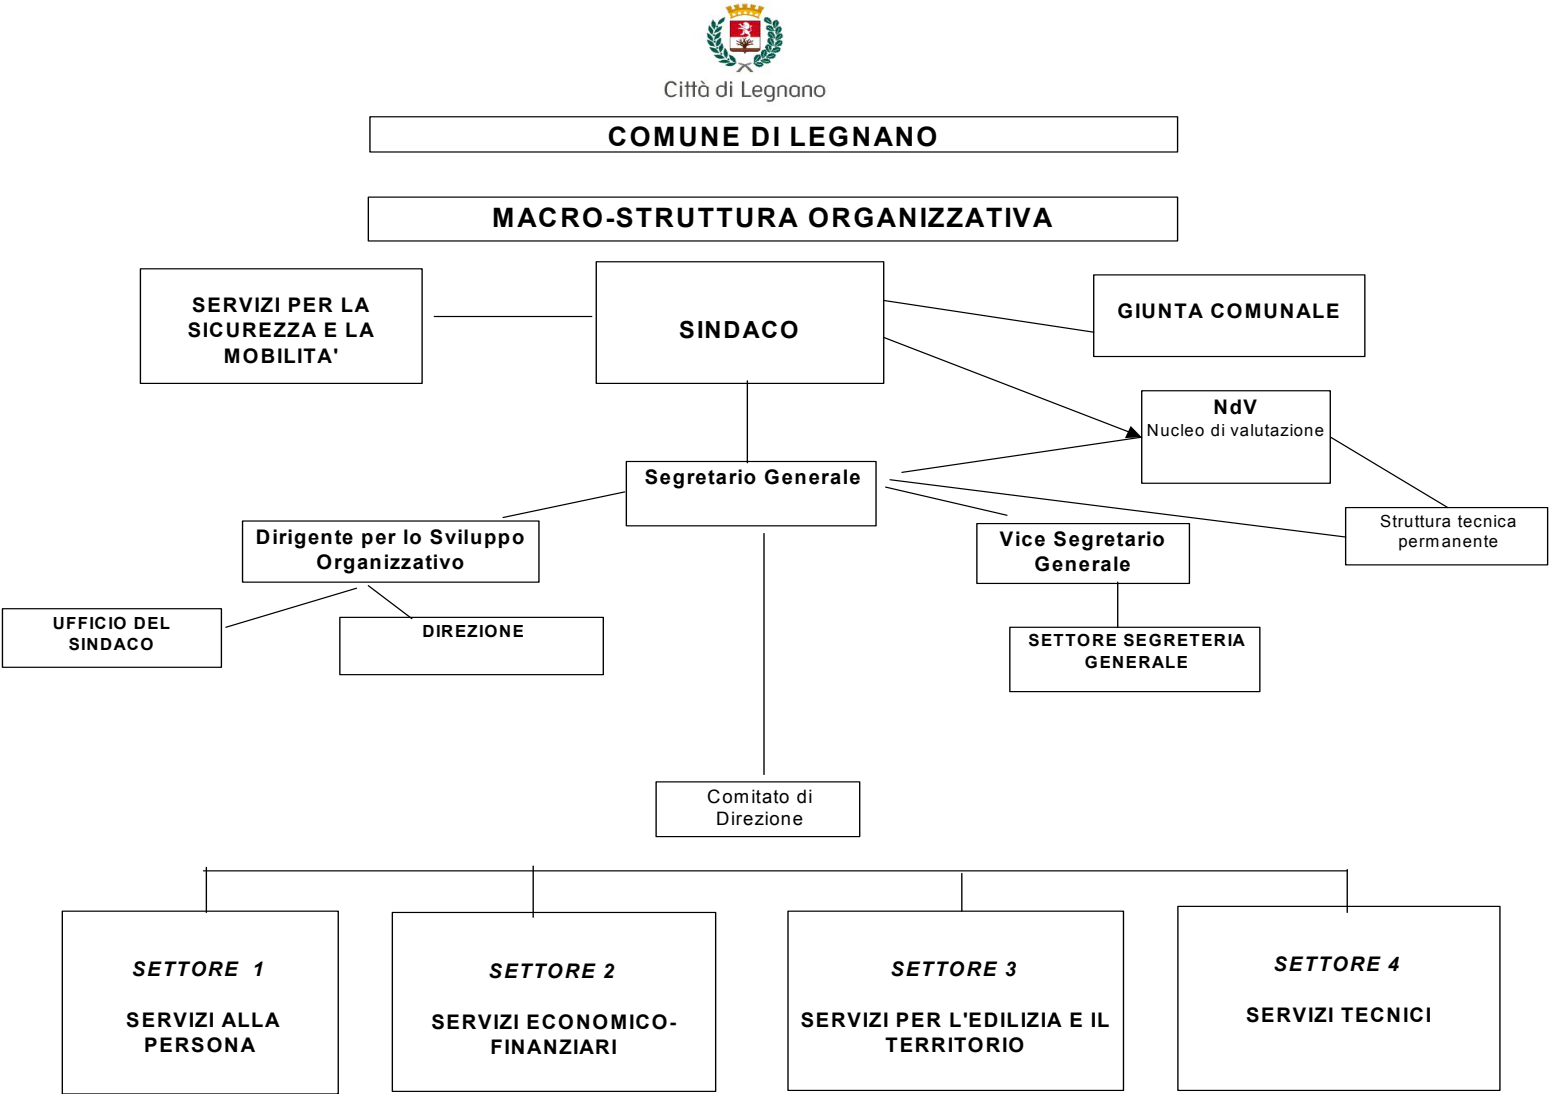 Città di Legnano
COMUNE DI LEGNANO
MACRO-STRUTTURA ORGANIZZATIVA
SERVIZI PER LA
SICUREZZA E LA
MOBILITA'
SINDACO
GIUNTA COMUNALE
NdV
Nucleo di valutazione
Segretario Generale
Struttura tecnica
permanente
Dirigente per lo Sviluppo
Organizzativo
Vice Segretario
Generale
UFFICIO DEL
SINDACO
DIREZIONE
SETTORE SEGRETERIA
GENERALE
Comitato di
Direzione
SETTORE 1
SERVIZI ALLA
PERSONA
SETTORE 2
SERVIZI ECONOMICO-
FINANZIARI
SETTORE 3
SERVIZI PER L'EDILIZIA E IL
TERRITORIO
SETTORE 4
SERVIZI TECNICI